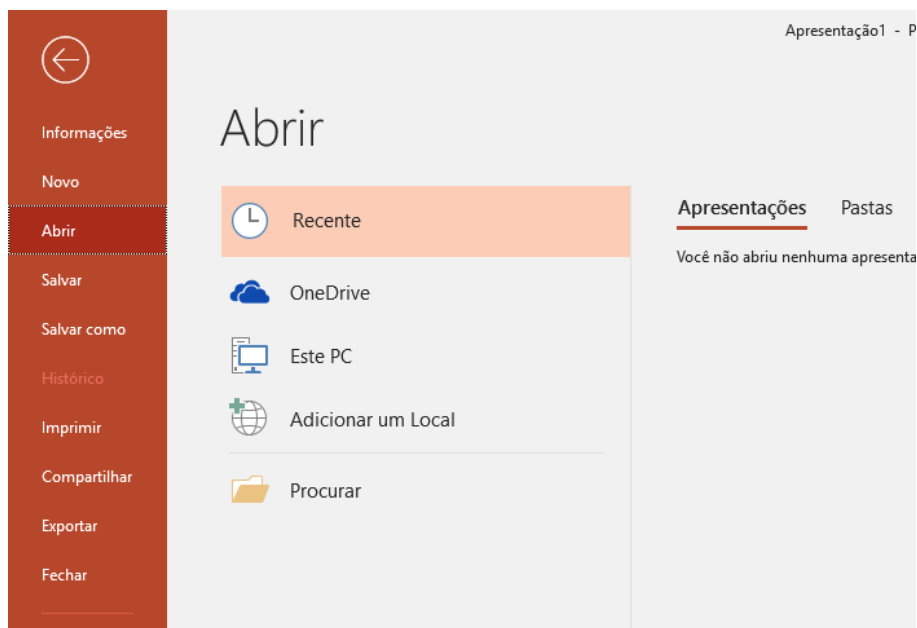 Apresentação1 - P
Informações
Novo
Abrir
Salvar
Salvar como
Histórico
Imprimir
Compartilhar
Exportar
Fechar
Abrir
Recente
OneDrive
Este PC
Adicionar um Local
Procurar
Apresentações Pastas
Você não abriu nenhuma apresenta